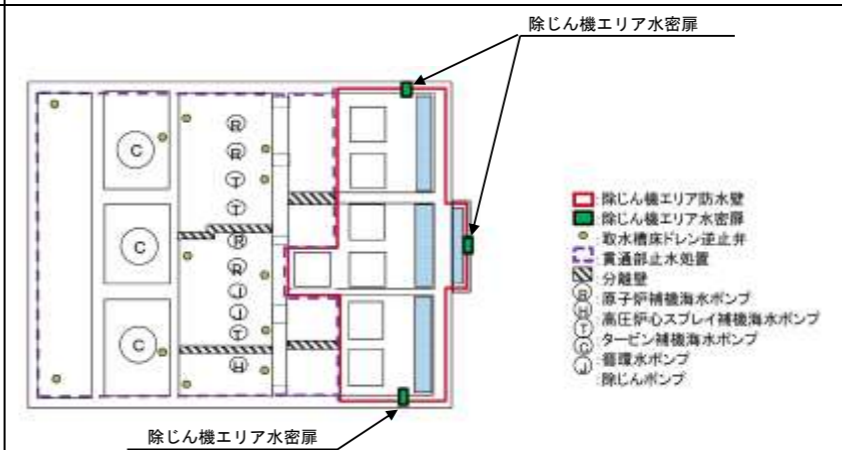 除じん機エリア水密扉
C
C
C
R
R
T
T
R
R
J
J
T
H
除じん機エリア防水壁
除じん機エリア水密扉
取水槽床ドレン逆止弁
貫通部止水処置
分離壁
R 原子炉補機海水ポンプ
H 高圧炉心スプレイ補機海水ポンプ
T タービン補機海水ポンプ
C 循環水ポンプ
J 除じんポンプ
除じん機エリア水密扉